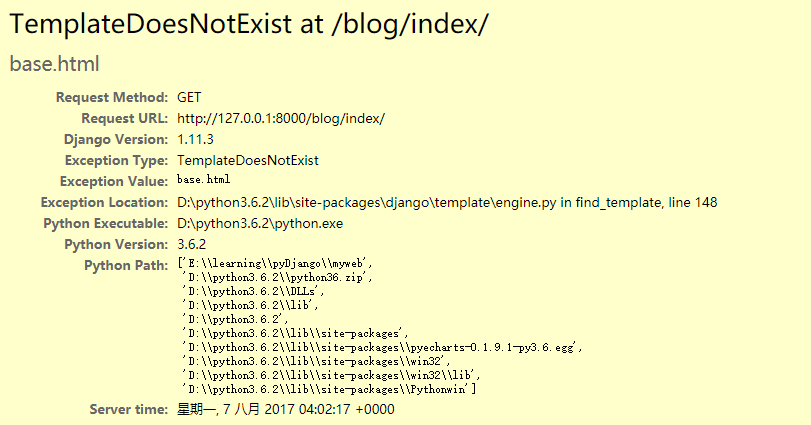 TemplateDoesNotExist at /blog/index/
base.html
Request Method: GET
Request URL: http://127.0.0.1:8000/blog/index/
Django Version: 1.11.3
Exception Type: TemplateDoesNotExist
Exception Value: base.html
Exception Location: D:\python3.6.2\lib\site-packages\django\template\engine.py in find_template, line 148
Python Executable: D:\python3.6.2\python.exe
Python Version: 3.6.2
Python Path: ['E:\\learning\\pyDjango\\myweb',
'D:\\python3.6.2\\python36.zip',
'D:\\python3.6.2\\DLLs',
'D:\\python3.6.2\\lib',
'D:\\python3.6.2',
'D:\\python3.6.2\\lib\\site-packages',
'D:\\python3.6.2\\lib\\site-packages\\pyecharts-0.1.9.1-py3.6.egg',
'D:\\python3.6.2\\lib\\site-packages\\win32',
'D:\\python3.6.2\\lib\\site-packages\\win32\\lib',
'D:\\python3.6.2\\lib\\site-packages\\Pythonwin']
Server time: 星期一, 7 八月 2017 04:02:17 +0000